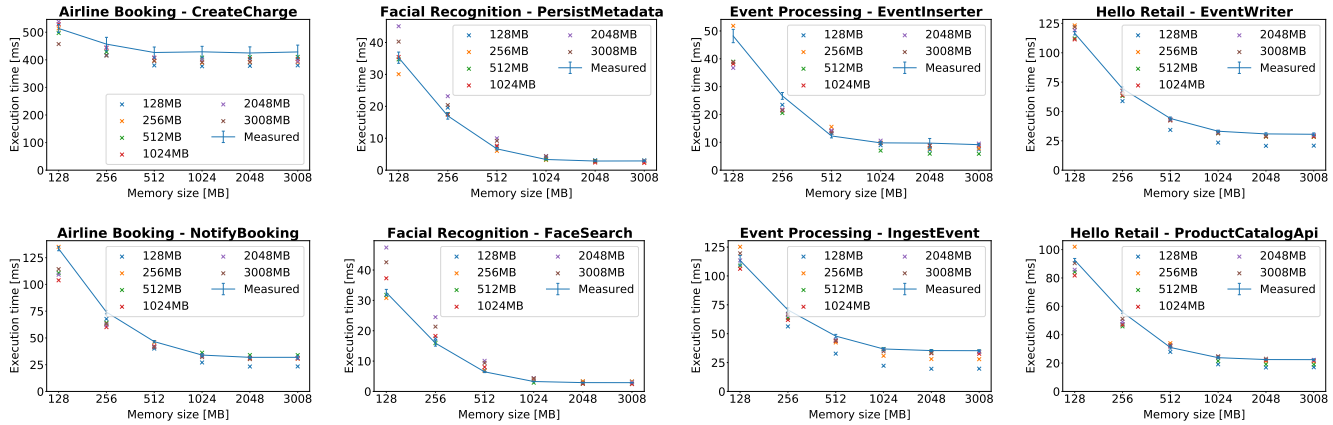 Airline Booking - CreateCharge
Execution time [ms]
500
400
300
200
100
0
128MB
256MB
512MB
1024MB
2048MB
3008MB
Measured
128 256 512 1024 2048 3008
Memory size [MB]
Facial Recognition - PersistMetadata
Execution time [ms]
40
30
20
10
0
128MB
256MB
512MB
1024MB
2048MB
3008MB
Measured
128 256 512 1024 2048 3008
Memory size [MB]
Event Processing - EventInserter
Execution time [ms]
50
40
30
20
10
0
128MB
256MB
512MB
1024MB
2048MB
3008MB
Measured
128 256 512 1024 2048 3008
Memory size [MB]
Hello Retail - EventWriter
Execution time [ms]
125
100
75
50
25
0
128MB
256MB
512MB
1024MB
2048MB
3008MB
Measured
128 256 512 1024 2048 3008
Memory size [MB]
Airline Booking - NotifyBooking
Execution time [ms]
125
100
75
50
25
0
128MB
256MB
512MB
1024MB
2048MB
3008MB
Measured
128 256 512 1024 2048 3008
Memory size [MB]
Facial Recognition - FaceSearch
Execution time [ms]
40
30
20
10
0
128MB
256MB
512MB
1024MB
2048MB
3008MB
Measured
128 256 512 1024 2048 3008
Memory size [MB]
Event Processing - IngestEvent
Execution time [ms]
125
100
75
50
25
0
128MB
256MB
512MB
1024MB
2048MB
3008MB
Measured
128 256 512 1024 2048 3008
Memory size [MB]
Hello Retail - ProductCatalogApi
Execution time [ms]
100
80
60
40
20
0
128MB
256MB
512MB
1024MB
2048MB
3008MB
Measured
128 256 512 1024 2048 3008
Memory size [MB]